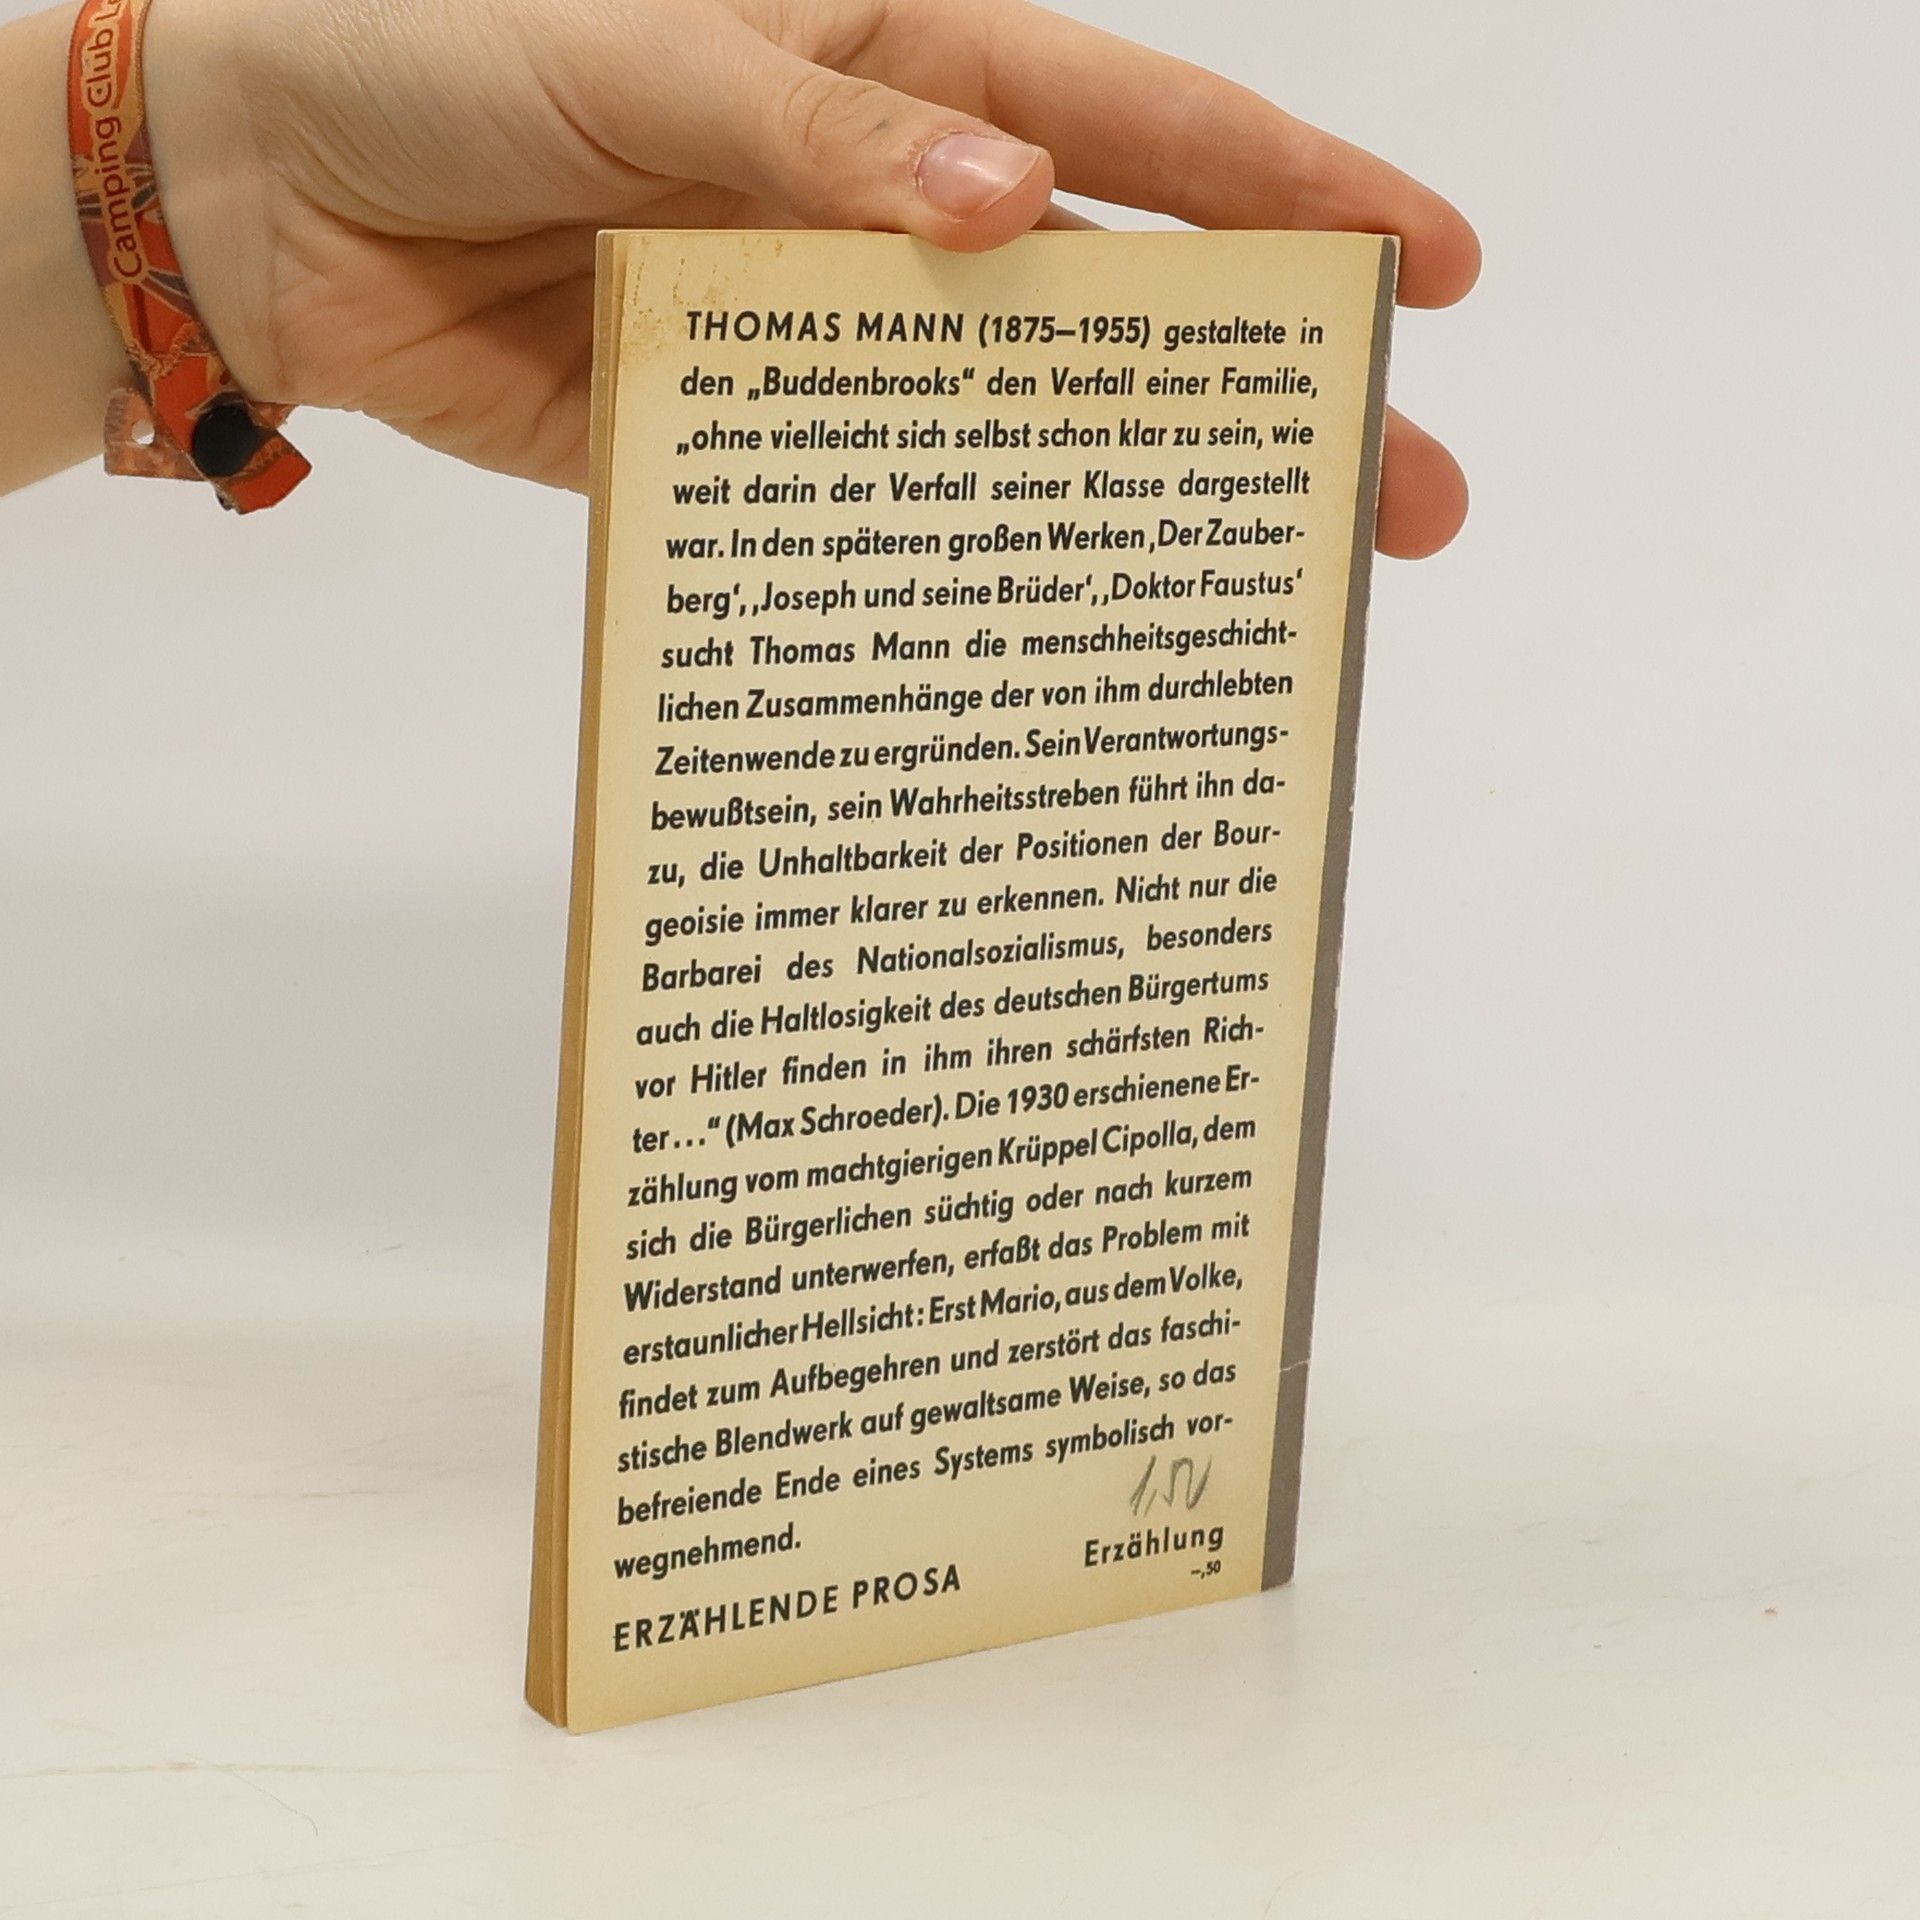 Camping Club
THOMAS MANN (1875–1955) gestaltete in
den „Buddenbrooks“ den Verfall einer Familie,
„ohne vielleicht sich selbst schon klar zu sein, wie
weit darin der Verfall seiner Klasse dargestellt
war. In den späteren großen Werken ‚Der Zauber-
berg‘, ‚Joseph und seine Brüder‘, ‚Doktor Faustus‘
sucht Thomas Mann die menschheitsgeschicht-
lichen Zusammenhänge der von ihm durchlebten
Zeitenwende zu ergründen. Sein Verantwortungs-
bewußtsein, sein Wahrheitsstreben führt ihn da-
zu, die Unhaltbarkeit der Positionen der Bour-
geoisie immer klarer zu erkennen. Nicht nur die
Barbarei des Nationalsozialismus, besonders
auch die Haltlosigkeit des deutschen Bürgertums
vor Hitler finden in ihm ihren schärfsten Rich-
ter...“ (Max Schroeder). Die 1930 erschienene Er-
zählung vom machtgierigen Krüppel Cipolla, dem
sich die Bürgerlichen süchtig oder nach kurzem
Widerstand unterwerfen, erfaßt das Problem mit
erstaunlicher Hellsicht: Erst Mario, aus dem Volke,
findet zum Aufbegehren und zerstört das faschi-
stische Blendwerk auf gewaltsame Weise, so das
befreiende Ende eines Systems symbolisch vor-
wegnehmend.
1,50
Erzählung
–,50
ERZÄHLENDE PROSA